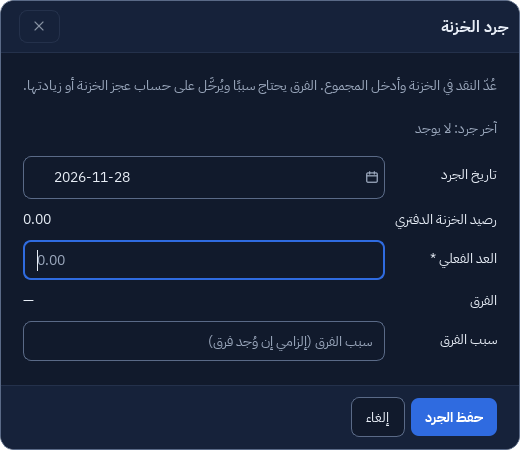 جرد الخزنة
عُدّ النقد في الخزنة وأدخل المجموع. الفرق يحتاج سببًا ويُرحَّل على حساب عجز الخزنة أو زيادتها.
آخر جرد: لا يوجد
تاريخ الجرد
2026-11-28
رصيد الخزنة الدفتري
0.00
العد الفعلي *
0.00
الفرق
—
سبب الفرق
سبب الفرق (إلزامي إن وُجد فرق)
حفظ الجرد
إلغاء